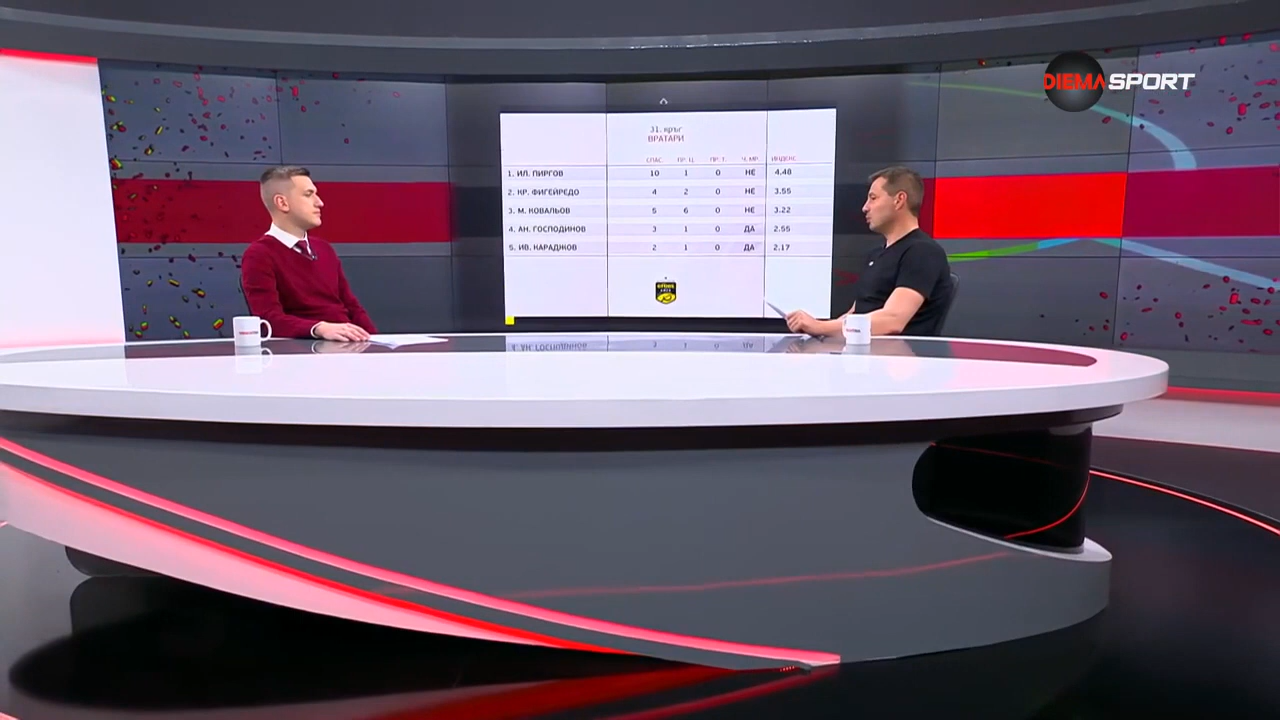 DIEMA SPORT
31. кръг
ВРАТАРИ
СПАС. ПР. Ц. ПР. Т. Ч. МР. ИНДЕКС
1. ИЛ. ПИРГОВ 10 1 0 НЕ 4.48
2. КР. ФИГЕЙРЕДО 4 2 0 НЕ 3.55
3. М. КОВАЛЬОВ 5 6 0 НЕ 3.22
4. АН. ГОСПОДИНОВ 3 1 0 ДА 2.55
5. ИВ. КАРАДЖОВ 2 1 0 ДА 2.17
efbet